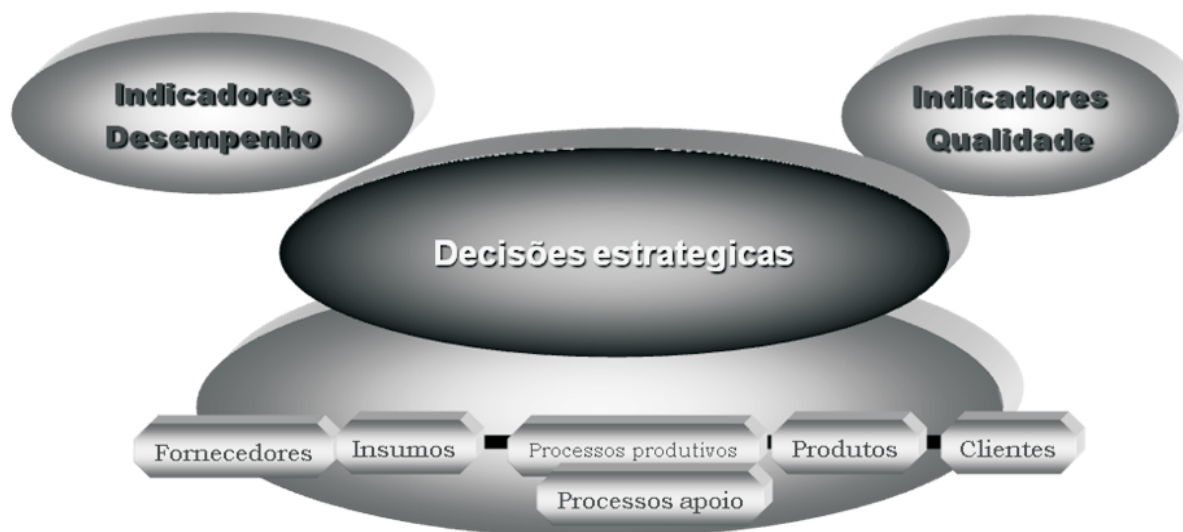 Indicadores
Desempenho
Indicadores
Qualidade
Decisões estrategicas
Fornecedores
Insumos
Processos produtivos
Produtos
Clientes
Processos apoio